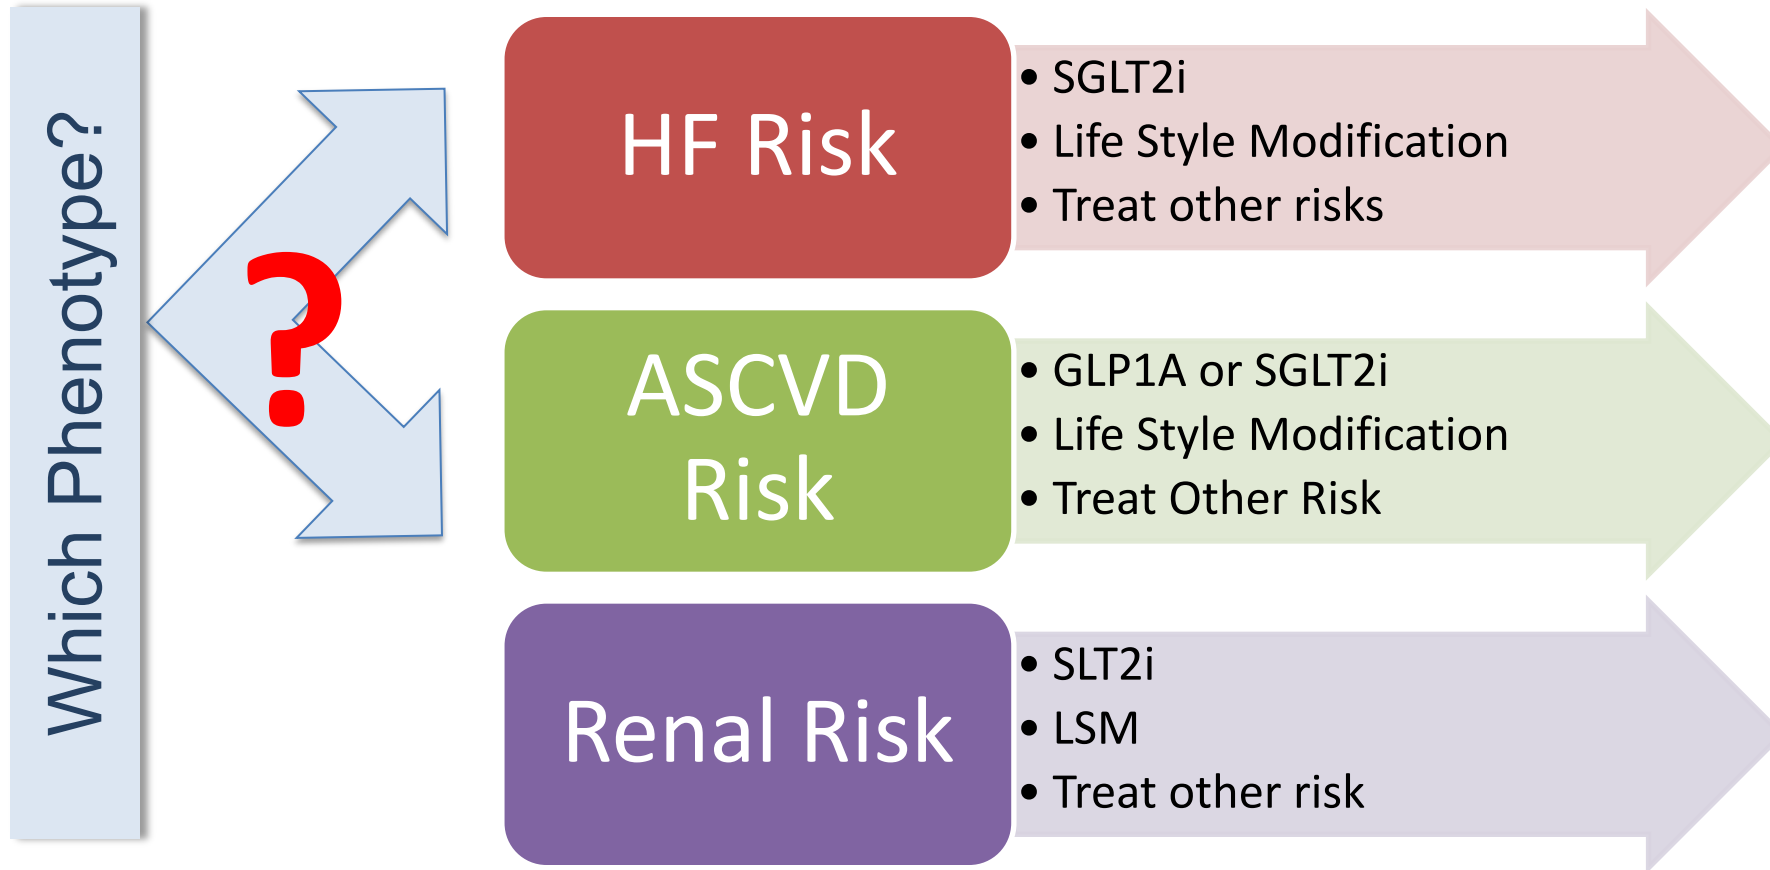 Which Phenotype?
?
HF Risk
• SGLT2i
• Life Style Modification
• Treat other risks
ASCVD
Risk
• GLP1A or SGLT2i
• Life Style Modification
• Treat Other Risk
Renal Risk
• SLT2i
• LSM
• Treat other risk